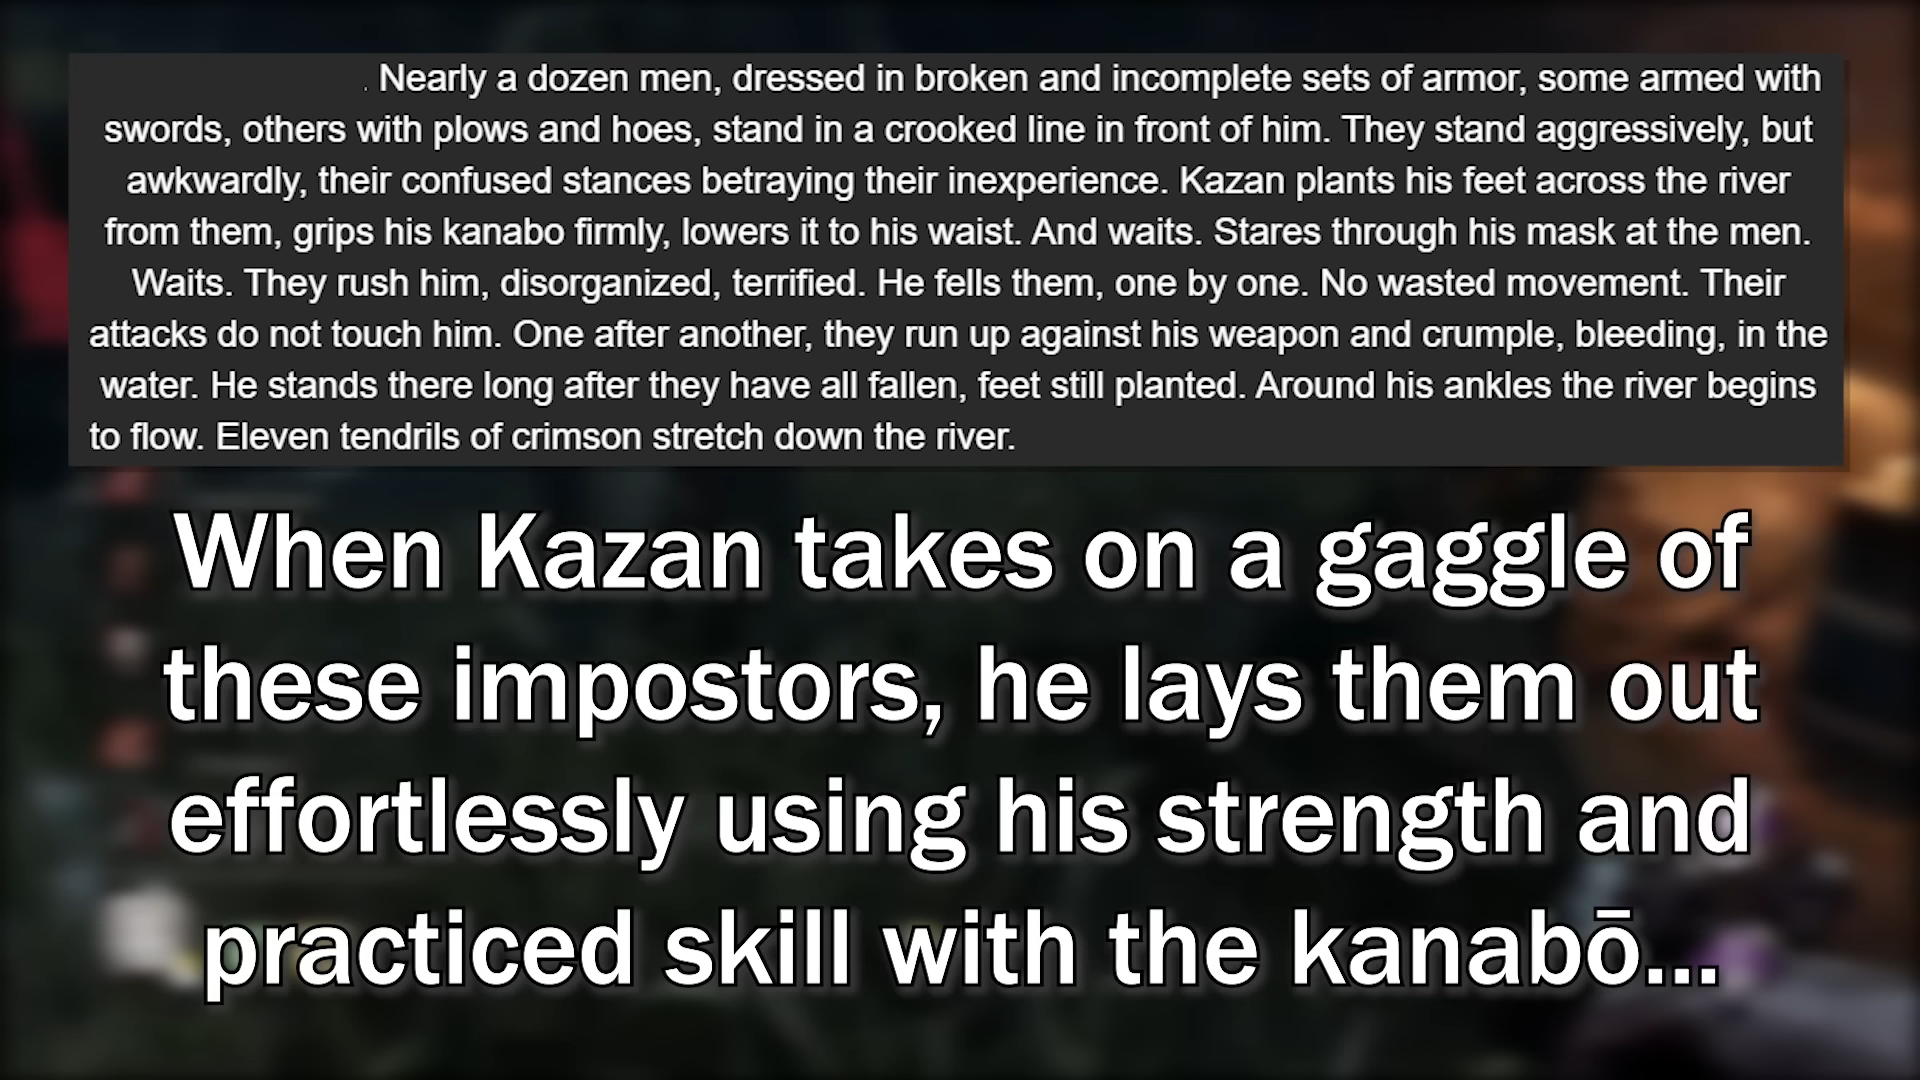 . Nearly a dozen men, dressed in broken and incomplete sets of armor, some armed with
swords, others with plows and hoes, stand in a crooked line in front of him. They stand aggressively, but
awkwardly, their confused stances betraying their inexperience. Kazan plants his feet across the river
from them, grips his kanabo firmly, lowers it to his waist. And waits. Stares through his mask at the men.
Waits. They rush him, disorganized, terrified. He fells them, one by one. No wasted movement. Their
attacks do not touch him. One after another, they run up against his weapon and crumple, bleeding, in the
water. He stands there long after they have all fallen, feet still planted. Around his ankles the river begins
to flow. Eleven tendrils of crimson stretch down the river.
When Kazan takes on a gaggle of
these impostors, he lays them out
effortlessly using his strength and
practiced skill with the kanabō...